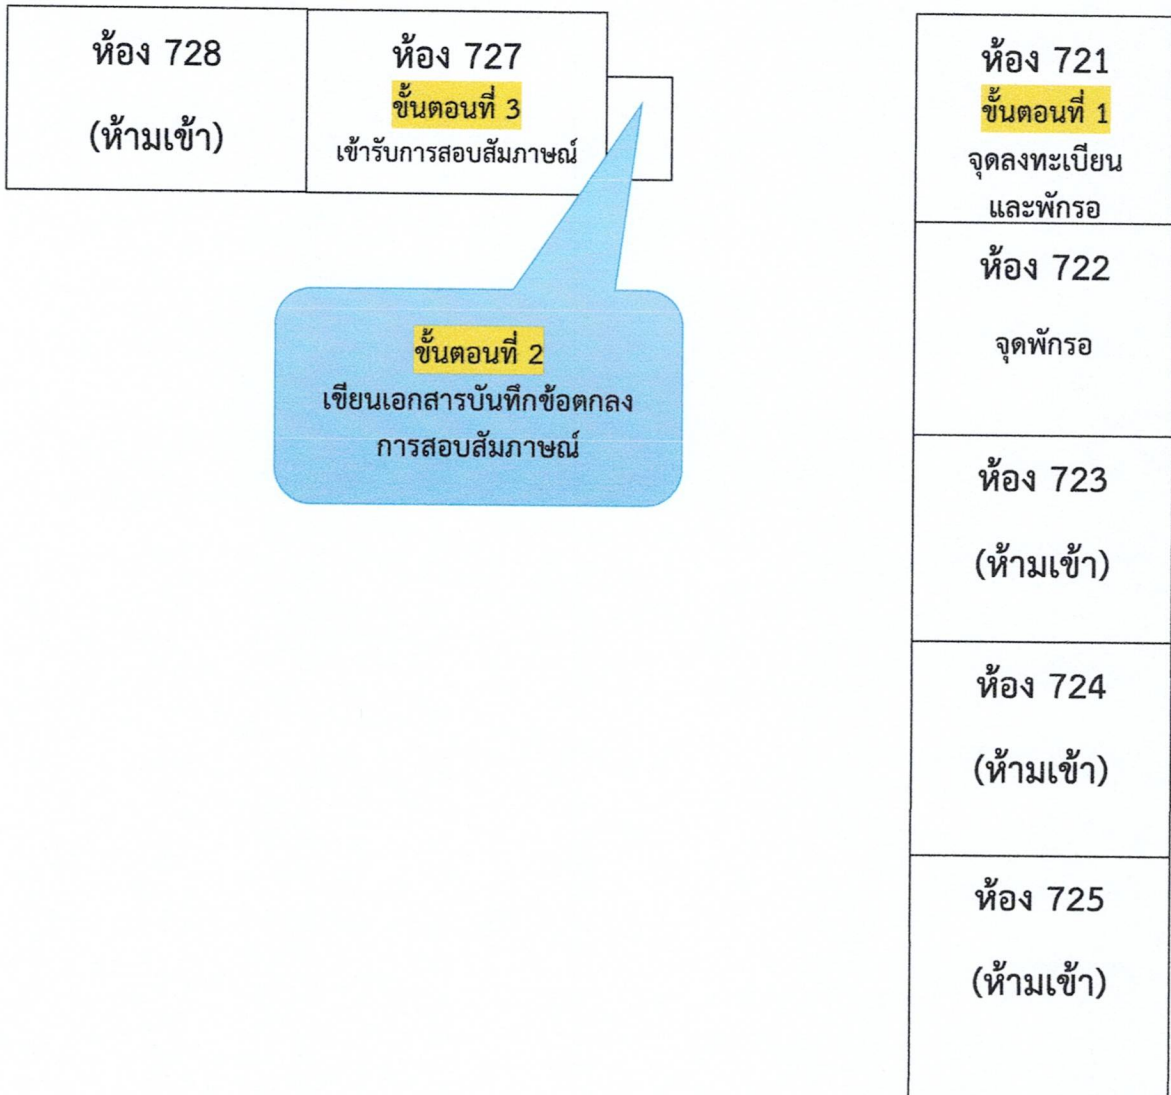 ห้อง 728
(ห้ามเข้า)
ห้อง 727
ขั้นตอนที่ 3
เข้ารับการสอบสัมภาษณ์
ขั้นตอนที่ 2
เขียนเอกสารบันทึกข้อตกลง
การสอบสัมภาษณ์
ห้อง 721
ขั้นตอนที่ 1
จุดลงทะเบียน
และพักรอ
ห้อง 722
จุดพักรอ
ห้อง 723
(ห้ามเข้า)
ห้อง 724
(ห้ามเข้า)
ห้อง 725
(ห้ามเข้า)